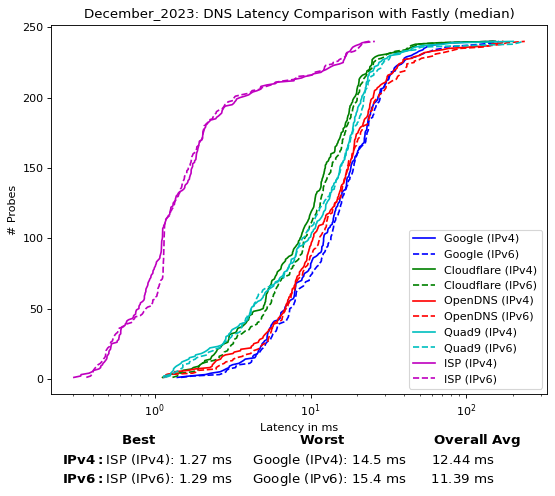 December_2023: DNS Latency Comparison with Fastly (median)
250
200
150
100
50
0
# Probes
10⁰
10¹
10²
Latency in ms
Google (IPv4)
Google (IPv6)
Cloudflare (IPv4)
Cloudflare (IPv6)
OpenDNS (IPv4)
OpenDNS (IPv6)
Quad9 (IPv4)
Quad9 (IPv6)
ISP (IPv4)
ISP (IPv6)
Best Worst Overall Avg
IPv4: ISP (IPv4): 1.27 ms Google (IPv4): 14.5 ms 12.44 ms
IPv6: ISP (IPv6): 1.29 ms Google (IPv6): 15.4 ms 11.39 ms